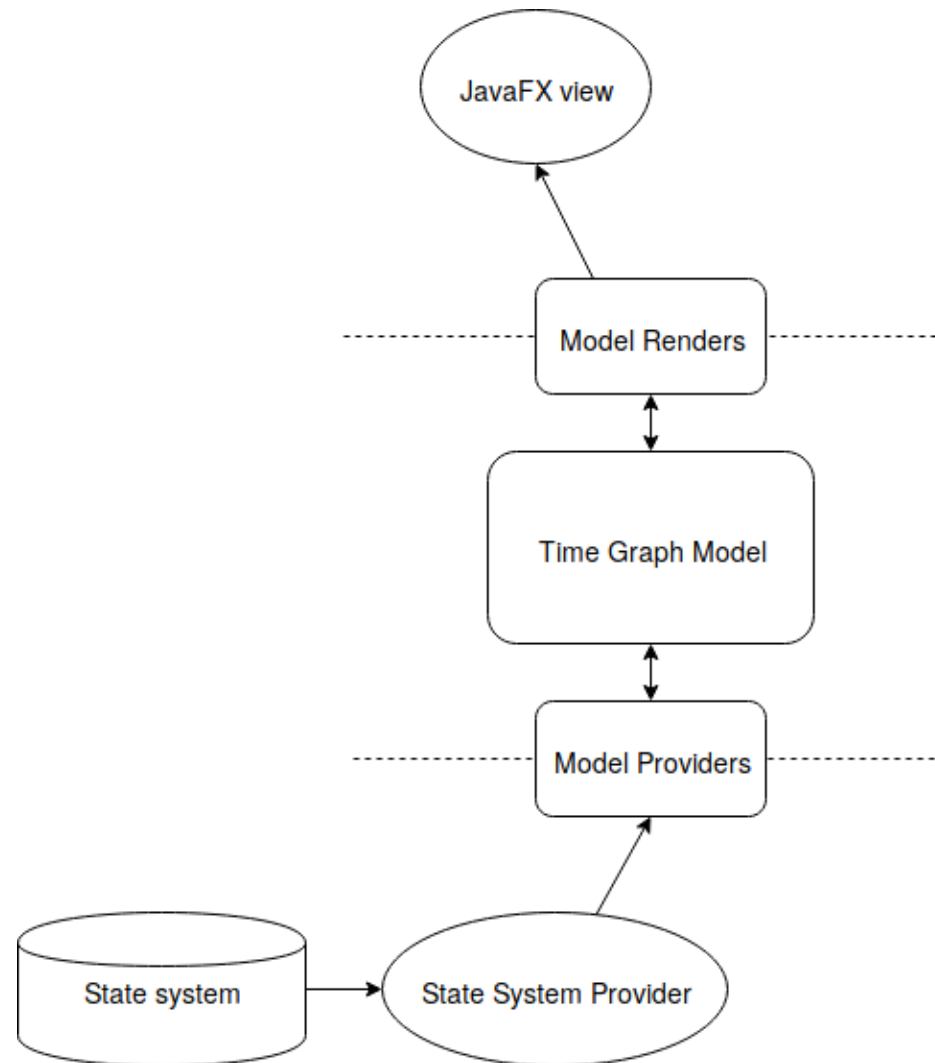 JavaFX view
Model Renders
Time Graph Model
Model Providers
State system
State System Provider